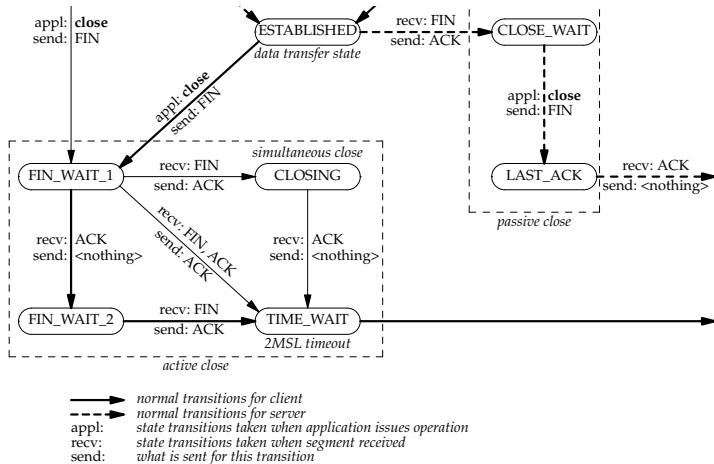 appl: close
send: FIN
ESTABLISHED
data transfer state
recv: FIN
send: ACK
CLOSE_WAIT
appl: close
send: FIN
appl: close
send: FIN
simultaneous close
FIN_WAIT_1
recv: FIN
send: ACK
CLOSING
LAST_ACK
recv: ACK
send: <nothing>
passive close
recv: ACK
send: <nothing>
recv: FIN, ACK
send: ACK
recv: ACK
send: <nothing>
FIN_WAIT_2
recv: FIN
send: ACK
TIME_WAIT
2MSL timeout
active close
normal transitions for client
normal transitions for server
appl: state transitions taken when application issues operation
recv: state transitions taken when segment received
send: what is sent for this transition